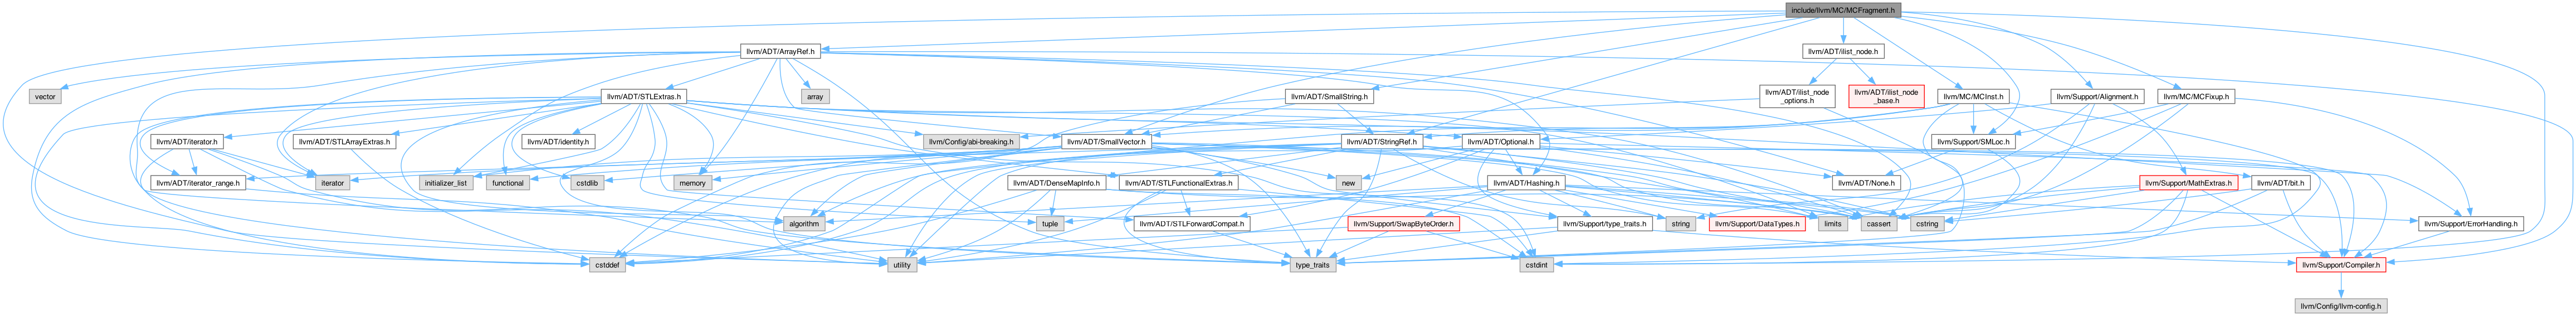 include/llvm/MC/MCFragment.h
llvm/ADT/ArrayRef.h
llvm/ADT/ilist_node.h
vector
llvm/ADT/STLExtras.h
array
llvm/ADT/SmallString.h
llvm/ADT/ilist_node
_options.h
llvm/ADT/ilist_node
_base.h
llvm/MC/MCInst.h
llvm/Support/Alignment.h
llvm/MC/MCFixup.h
llvm/ADT/iterator.h
llvm/ADT/STLArrayExtras.h
llvm/ADT/identity.h
llvm/Config/abi-breaking.h
llvm/ADT/SmallVector.h
llvm/ADT/StringRef.h
llvm/ADT/Optional.h
llvm/Support/SMLoc.h
llvm/ADT/iterator_range.h
iterator
initializer_list
functional
cstdlib
memory
new
llvm/ADT/DenseMapInfo.h
llvm/ADT/STLFunctionalExtras.h
llvm/ADT/Hashing.h
llvm/ADT/None.h
llvm/Support/MathExtras.h
llvm/ADT/bit.h
algorithm
tuple
llvm/ADT/STLForwardCompat.h
llvm/Support/SwapByteOrder.h
llvm/Support/type_traits.h
string
llvm/Support/DataTypes.h
limits
cassert
cstring
llvm/Support/ErrorHandling.h
cstddef
utility
type_traits
cstdint
llvm/Support/Compiler.h
llvm/Config/llvm-config.h